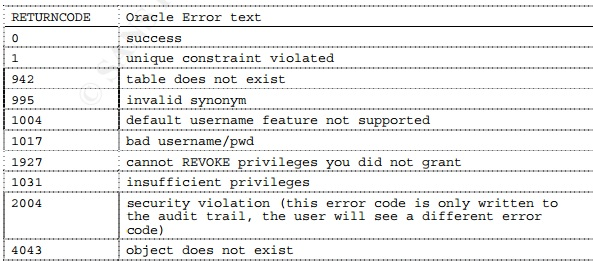 RETURNCODE Oracle Error text
0 success
1 unique constraint violated
942 table does not exist
995 invalid synonym
1004 default username feature not supported
1017 bad username/pwd
1927 cannot REVOKE privileges you did not grant
1031 insufficient privileges
2004 security violation (this error code is only written to
the audit trail, the user will see a different error
code)
4043 object does not exist